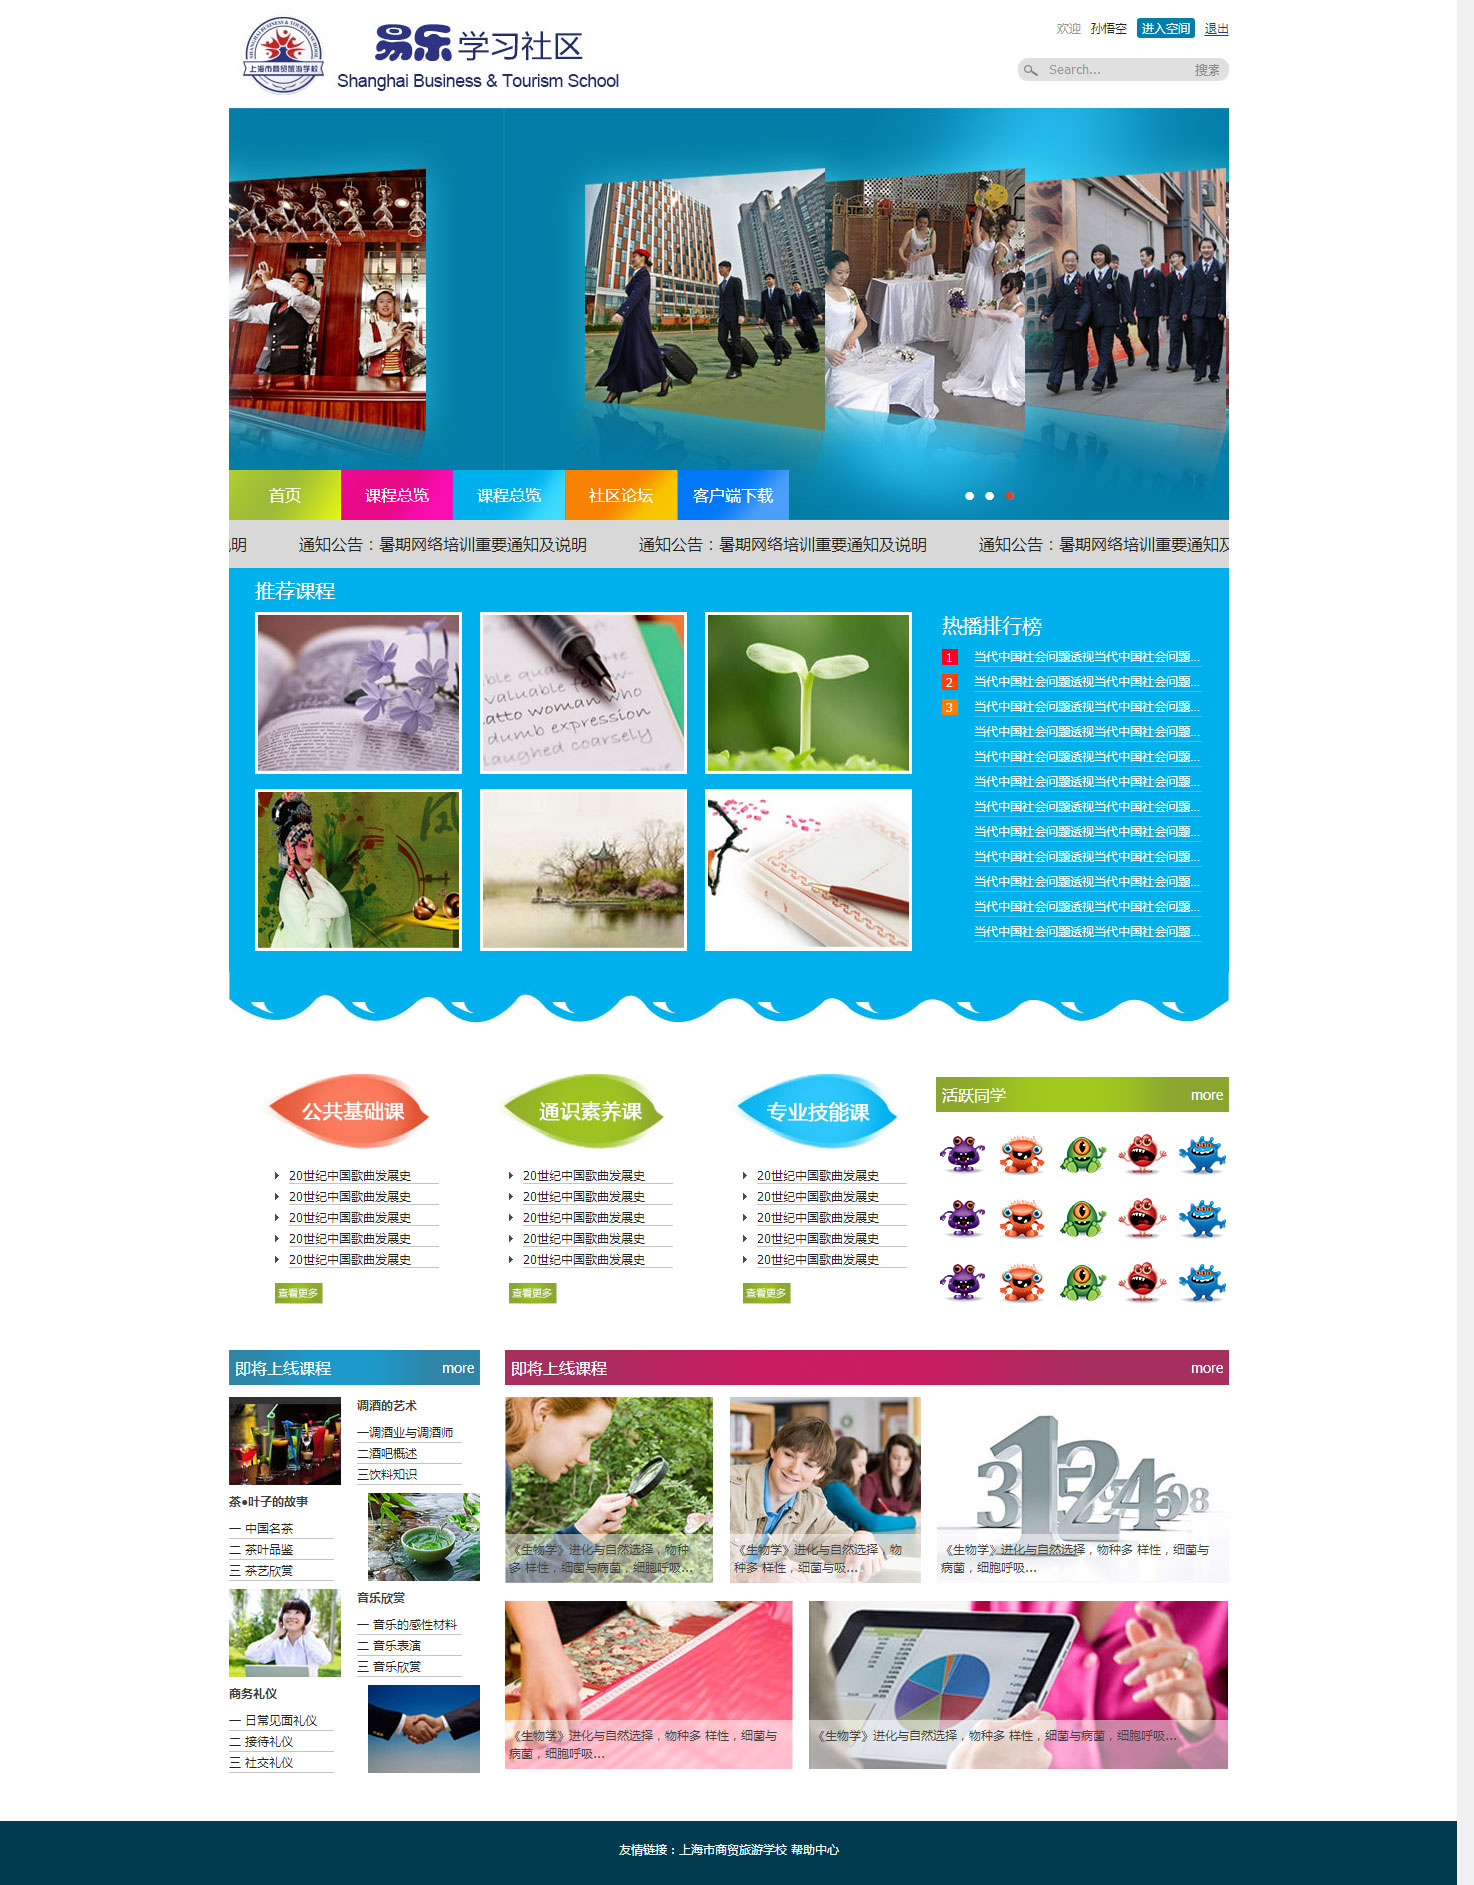 易乐 学习社区
Shanghai Business & Tourism School
上海市商贸旅游学校
欢迎 孙悟空 进入空间 退出
Search... 搜索
首页 课程总览 课程总览 社区论坛 客户端下载
明 通知公告：暑期网络培训重要通知及说明 通知公告：暑期网络培训重要通知及说明 通知公告：暑期网络培训重要通知及
推荐课程
热播排行榜
1 当代中国社会问题透视当代中国社会问题...
2 当代中国社会问题透视当代中国社会问题...
3 当代中国社会问题透视当代中国社会问题...
当代中国社会问题透视当代中国社会问题...
当代中国社会问题透视当代中国社会问题...
当代中国社会问题透视当代中国社会问题...
当代中国社会问题透视当代中国社会问题...
当代中国社会问题透视当代中国社会问题...
当代中国社会问题透视当代中国社会问题...
当代中国社会问题透视当代中国社会问题...
当代中国社会问题透视当代中国社会问题...
当代中国社会问题透视当代中国社会问题...
valuable
atto woman who
dumb expression
laughed coarsely
公共基础课
20世纪中国歌曲发展史
20世纪中国歌曲发展史
20世纪中国歌曲发展史
20世纪中国歌曲发展史
20世纪中国歌曲发展史
查看更多
通识素养课
20世纪中国歌曲发展史
20世纪中国歌曲发展史
20世纪中国歌曲发展史
20世纪中国歌曲发展史
20世纪中国歌曲发展史
查看更多
专业技能课
20世纪中国歌曲发展史
20世纪中国歌曲发展史
20世纪中国歌曲发展史
20世纪中国歌曲发展史
20世纪中国歌曲发展史
查看更多
活跃同学 more
即将上线课程 more
调酒的艺术
一调酒业与调酒师
二酒吧概述
三饮料知识
茶•叶子的故事
一 中国名茶
二 茶叶品鉴
三 茶艺欣赏
音乐欣赏
一 音乐的感性材料
二 音乐表演
三 音乐欣赏
商务礼仪
一 日常见面礼仪
二 接待礼仪
三 社交礼仪
即将上线课程 more
《生物学》进化与自然选择，物种
多 样性，细菌与病菌，细胞呼吸...
《生物学》进化与自然选择，物
种多 样性，细菌与吸...
《生物学》进化与自然选择，物种多 样性，细菌与
病菌，细胞呼吸...
《生物学》进化与自然选择，物种多 样性，细菌与
病菌，细胞呼吸...
《生物学》进化与自然选择，物种多 样性，细菌与病菌，细胞呼吸...
友情链接：上海市商贸旅游学校 帮助中心